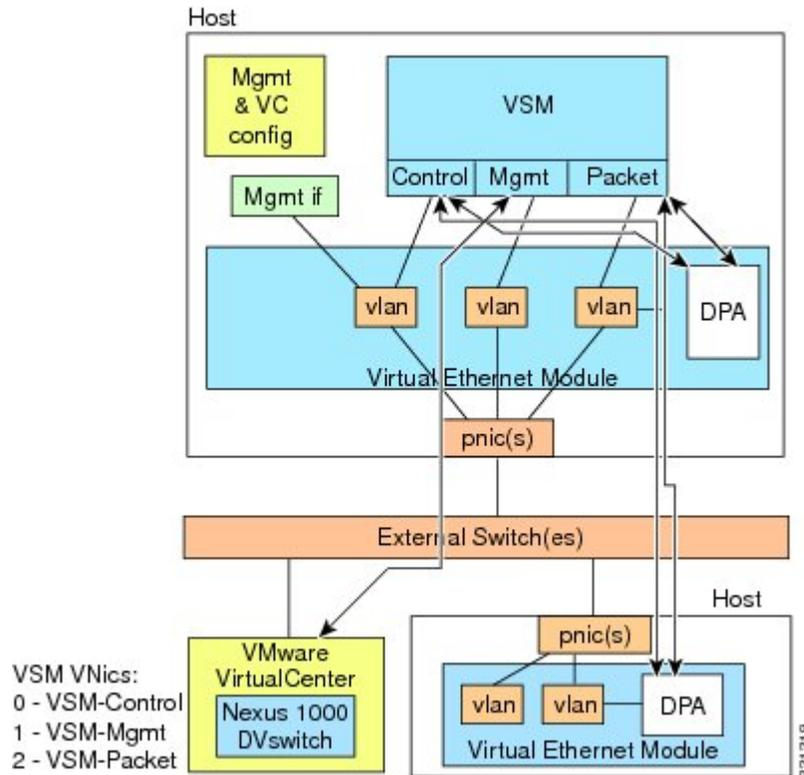 Host
Mgmt
& VC
config
VSM
Control
Mgmt
Packet
Mgmt if
vlan
vlan
vlan
DPA
Virtual Ethernet Module
pnic(s)
External Switch(es)
Host
pnic(s)
VMware
VirtualCenter
Nexus 1000
DVswitch
vlan
vlan
DPA
Virtual Ethernet Module
VSM VNics:
0 - VSM-Control
1 - VSM-Mgmt
2 - VSM-Packet